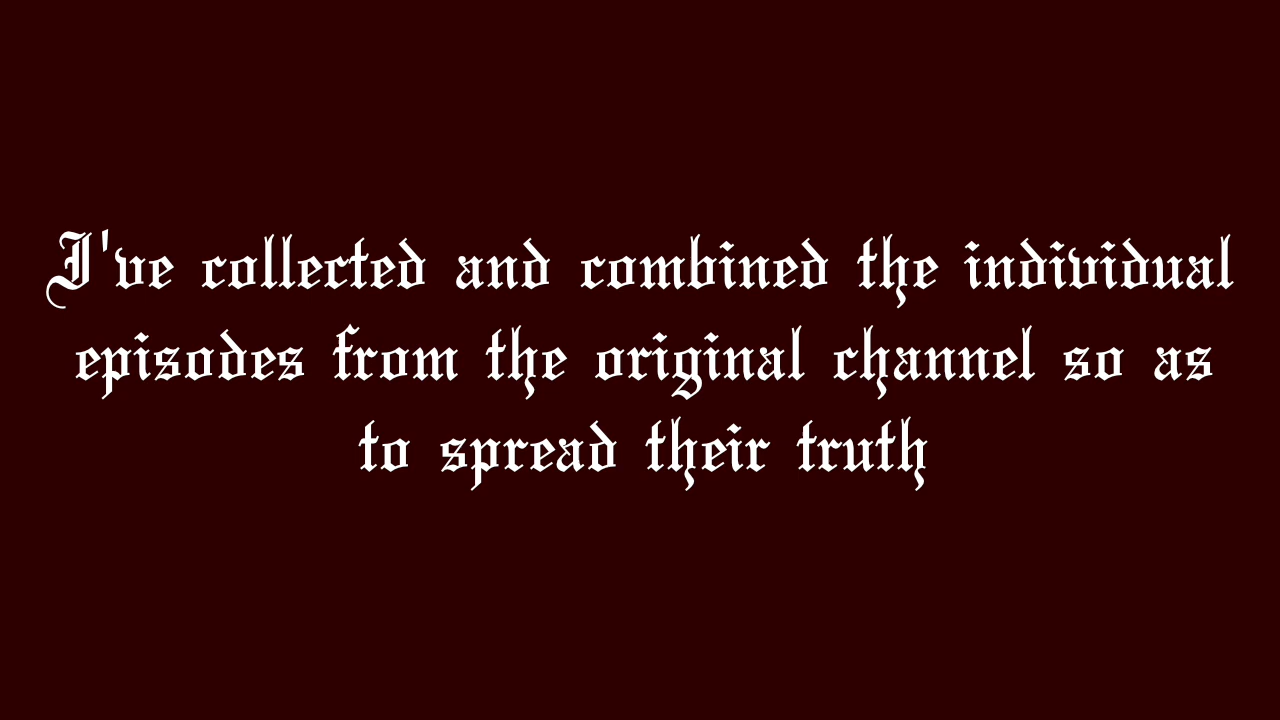 I've collected and combined the individual
episodes from the original channel so as
to spread their truth